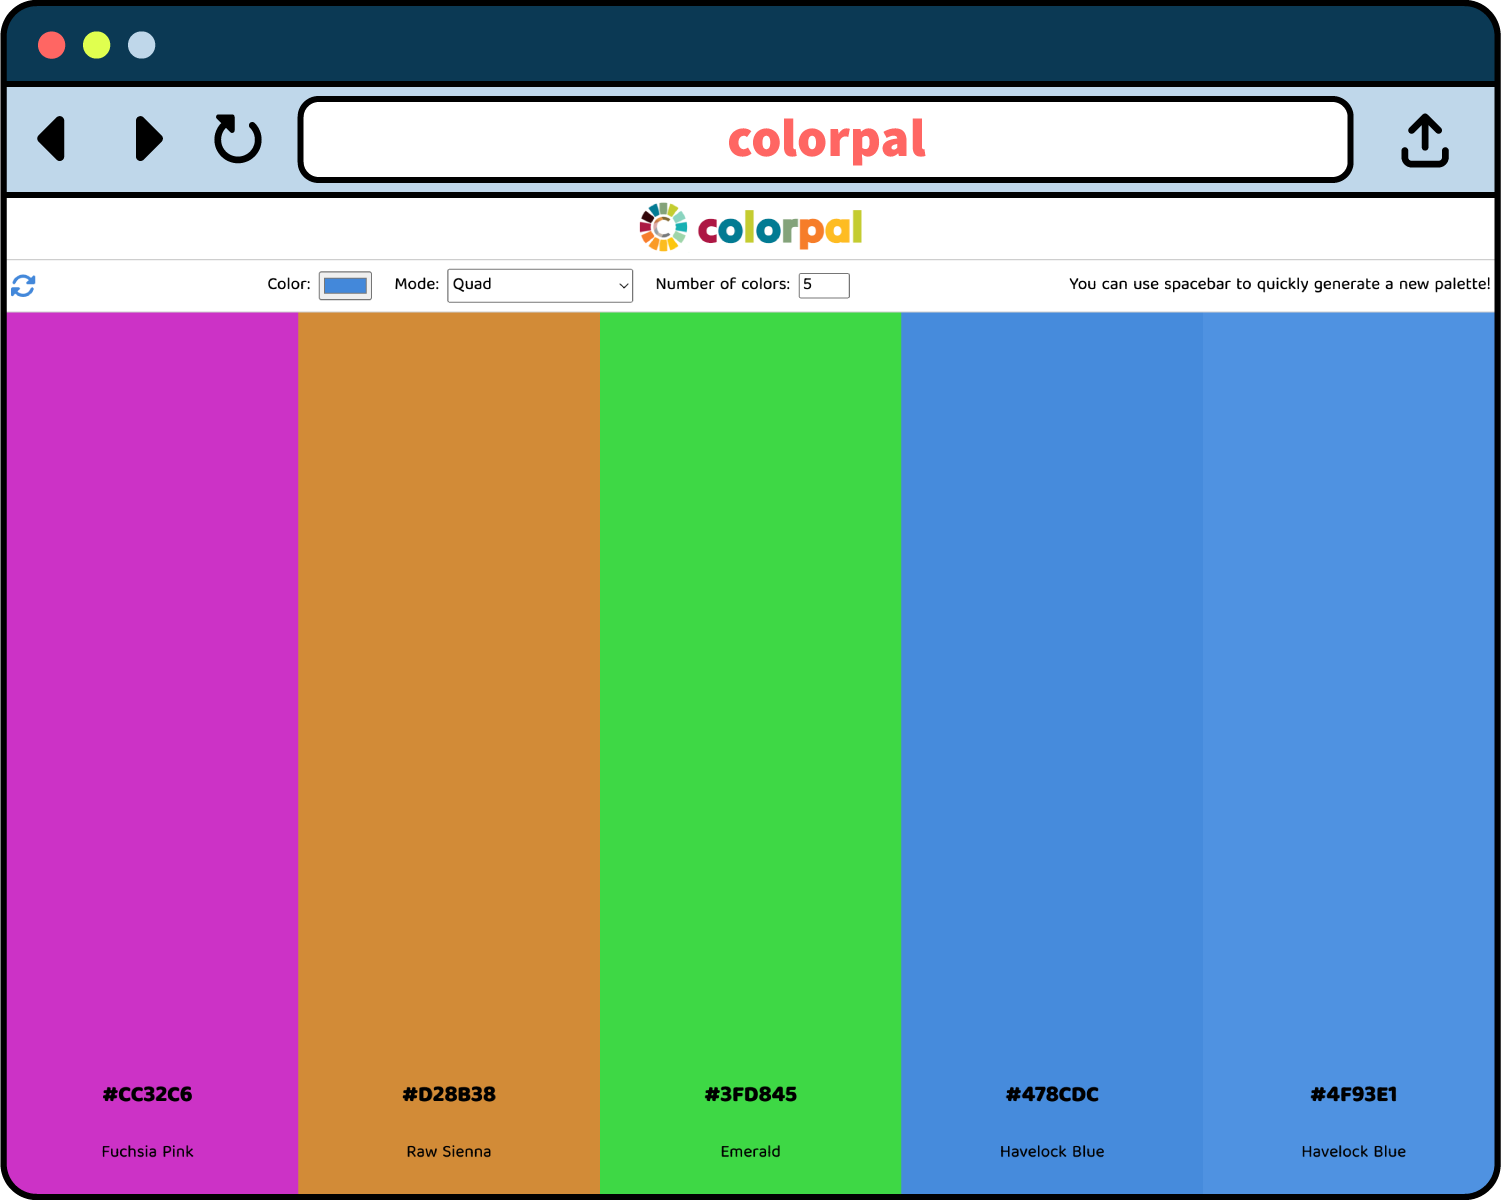 colorpal
colorpal
Color: Mode: Quad Number of colors: 5 You can use spacebar to quickly generate a new palette!
#CC32C6 #D28B38 #3FD845 #478CDC #4F93E1
Fuchsia Pink Raw Sienna Emerald Havelock Blue Havelock Blue